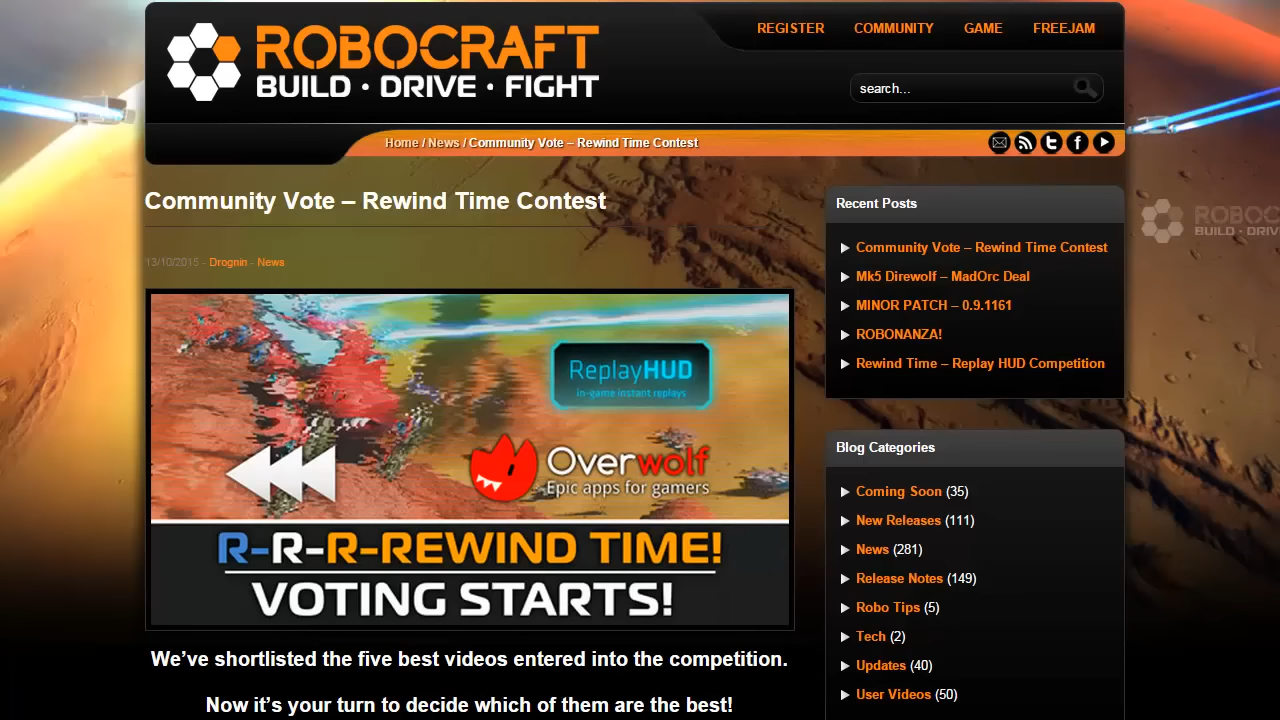 ROBOCRAFT
BUILD · DRIVE · FIGHT
REGISTER COMMUNITY GAME FREEJAM
search...
Home / News / Community Vote – Rewind Time Contest
Community Vote – Rewind Time Contest
13/10/2015 - Drognin - News
ReplayHUD
in-game instant replays
Overwolf
Epic apps for gamers
R-R-R-REWIND TIME!
VOTING STARTS!
We've shortlisted the five best videos entered into the competition.
Now it's your turn to decide which of them are the best!
Recent Posts
Community Vote – Rewind Time Contest
Mk5 Direwolf – MadOrc Deal
MINOR PATCH – 0.9.1161
ROBONANZA!
Rewind Time – Replay HUD Competition
Blog Categories
Coming Soon (35)
New Releases (111)
News (281)
Release Notes (149)
Robo Tips (5)
Tech (2)
Updates (40)
User Videos (50)
ROBOC
BUILD · DRIVE